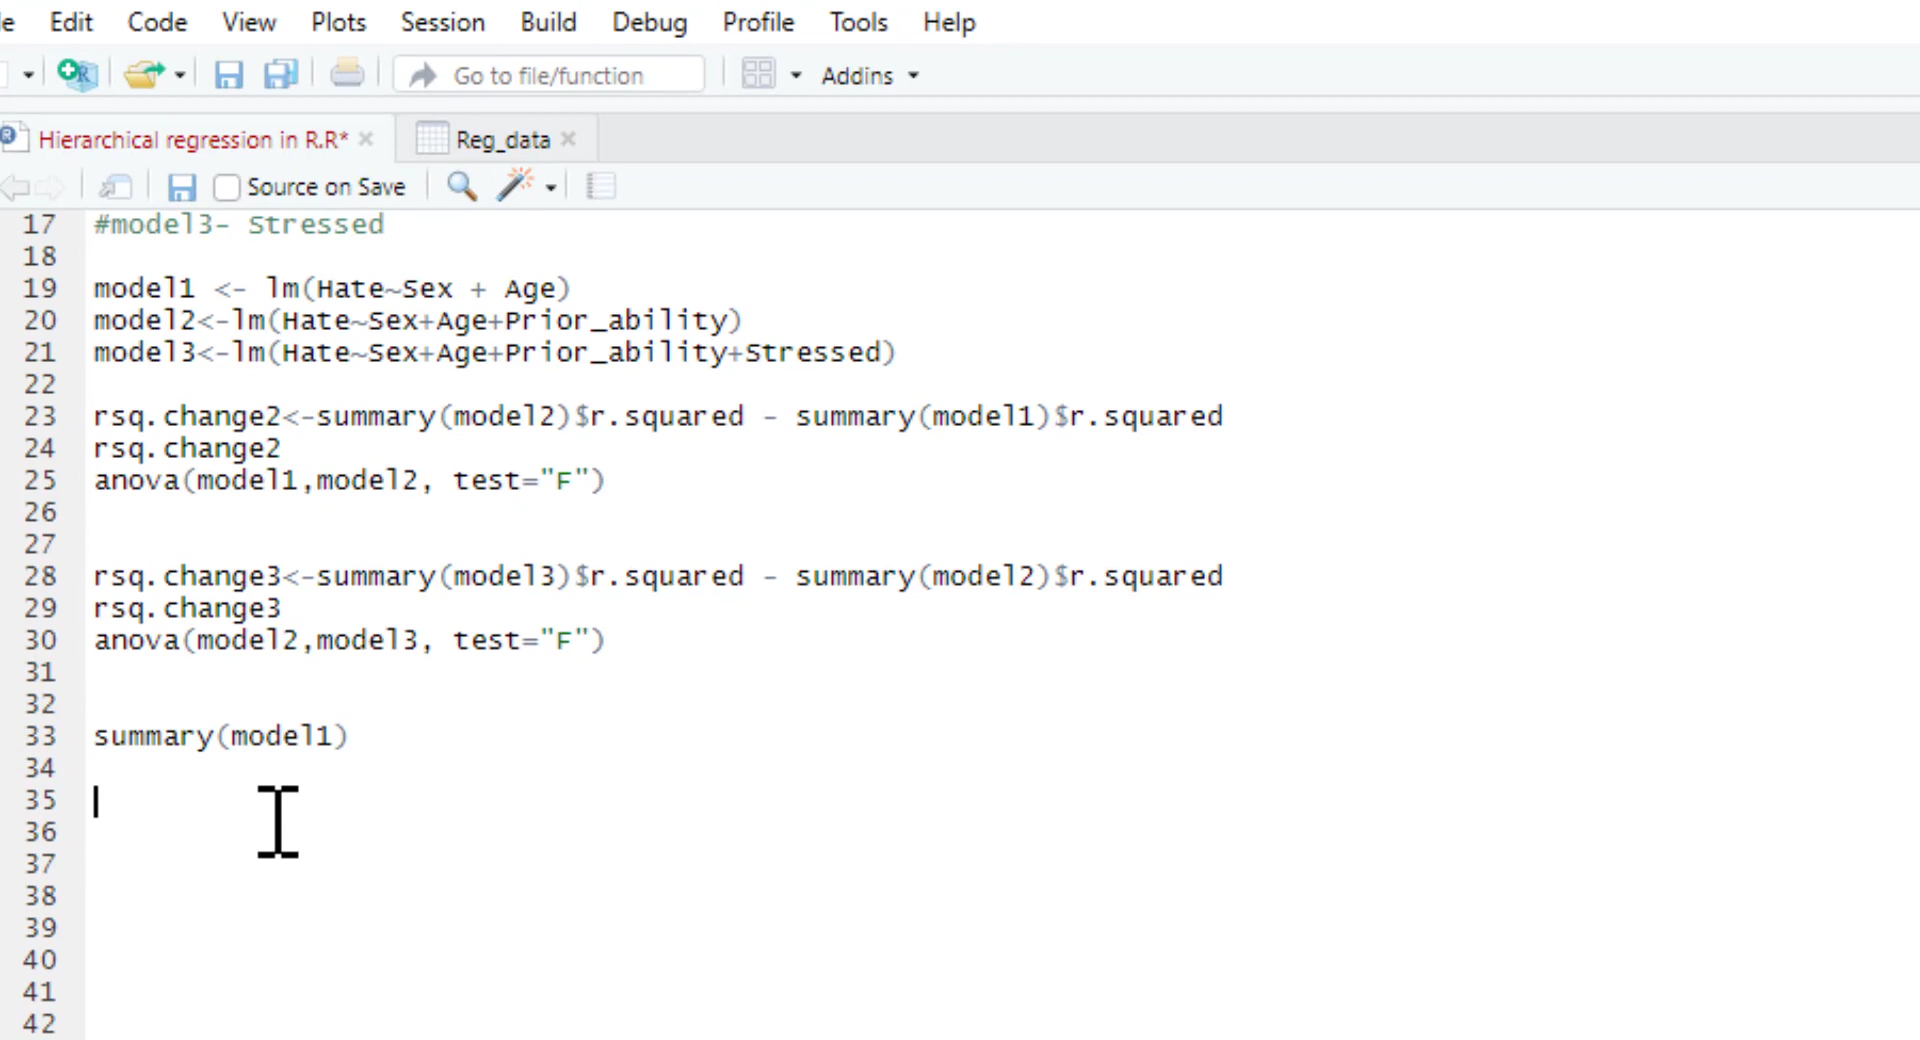 e Edit Code View Plots Session Build Debug Profile Tools Help
R Go to file/function Addins
R Hierarchical regression in R.R* Reg_data
Source on Save
17 #model3- Stressed
18
19 model1 <- lm(Hate~Sex + Age)
20 model2<-lm(Hate~Sex+Age+Prior_ability)
21 model3<-lm(Hate~Sex+Age+Prior_ability+Stressed)
22
23 rsq.change2<-summary(model2)$r.squared - summary(model1)$r.squared
24 rsq.change2
25 anova(model1,model2, test="F")
26
27
28 rsq.change3<-summary(model3)$r.squared - summary(model2)$r.squared
29 rsq.change3
30 anova(model2,model3, test="F")
31
32
33 summary(model1)
34
35
36
37
38
39
40
41
42